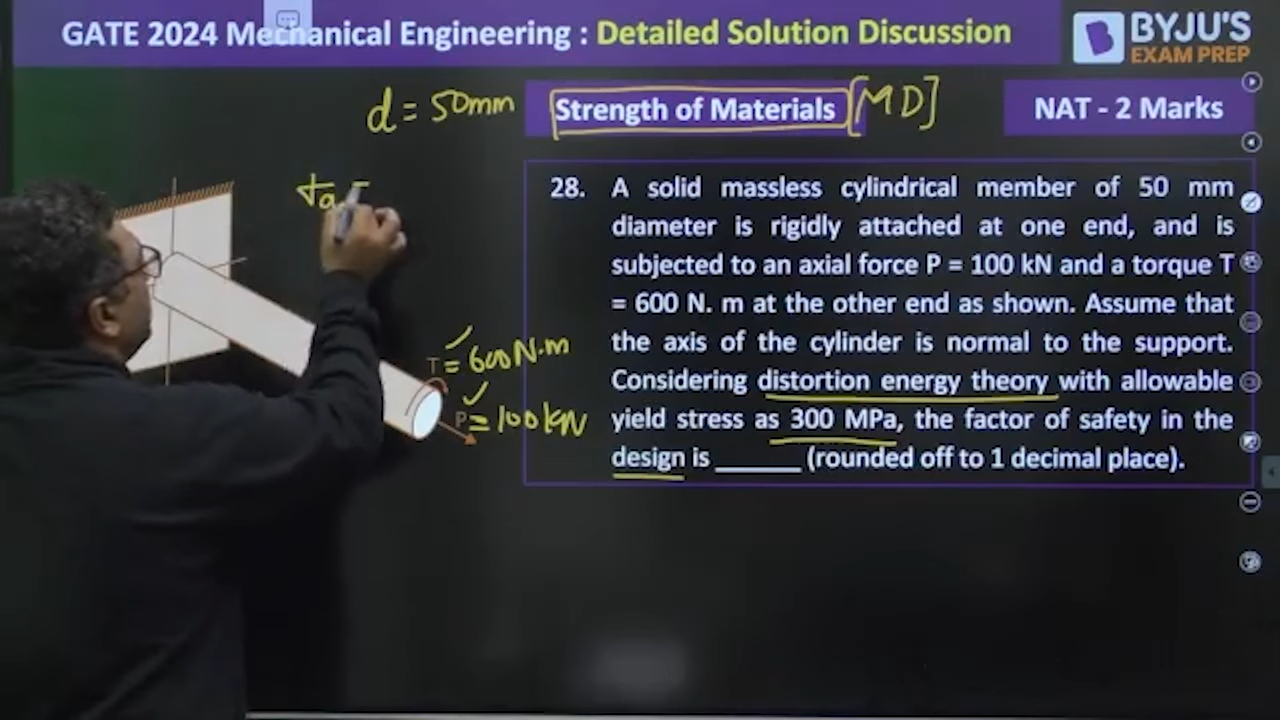 GATE 2024 Mechanical Engineering : Detailed Solution Discussion
BYJU'S
EXAM PREP
d = 50mm
Strength of Materials [MD]
NAT - 2 Marks
28. A solid massless cylindrical member of 50 mm
diameter is rigidly attached at one end, and is
subjected to an axial force P = 100 kN and a torque T
= 600 N. m at the other end as shown. Assume that
the axis of the cylinder is normal to the support.
Considering distortion energy theory with allowable
yield stress as 300 MPa, the factor of safety in the
design is ______ (rounded off to 1 decimal place).
T = 600 N.m
P = 100 kN